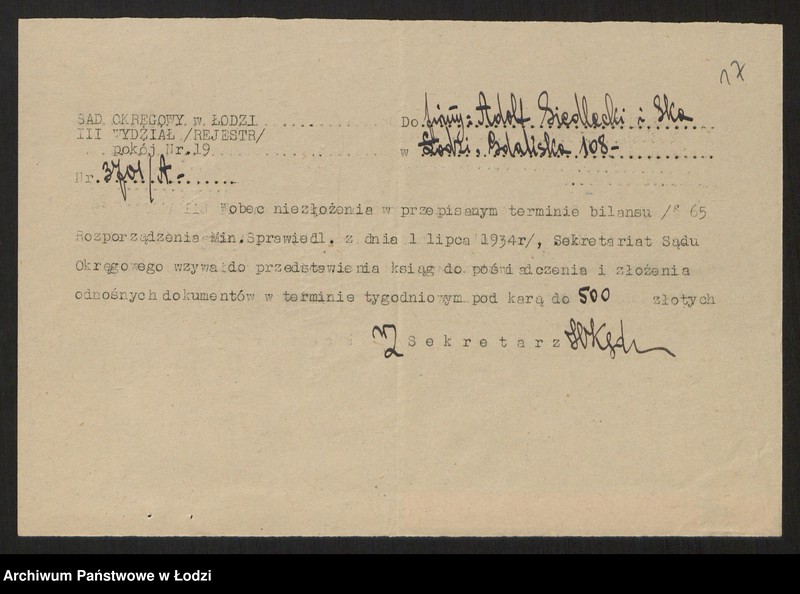 17
SĄD OKRĘGOWY w ŁODZI
III WYDZIAŁ /REJESTR/
pokój Nr.19
Nr. 3701/A-
Do firmy: Adolf Siedlecki i Ska
w Łodzi, Gdańska 108-
Wobec niezłożenia w przepisanym terminie bilansu /§ 65
Rozporządzenia Min.Sprawiedl. z dnia 1 lipca 1934r/, Sekretariat Sądu
Okręgowego wzywa do przedstawienia ksiąg do poświadczenia i złożenia
odnośnych dokumentów w terminie tygodniowym pod karą do 500 złotych
Sekretarz
Archiwum Państwowe w Łodzi